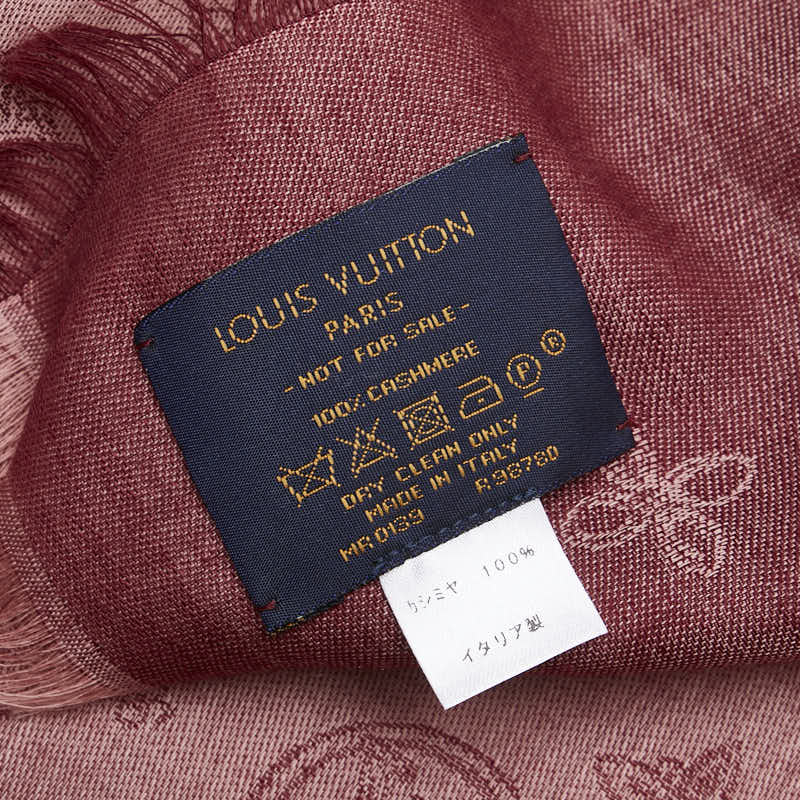 LOUIS VUITTON
PARIS
-NOT FOR SALE-
100% CASHMERE
P ®
DRY CLEAN ONLY
MADE IN ITALY
MR0139 R98780
カシミヤ 100%
イタリア製